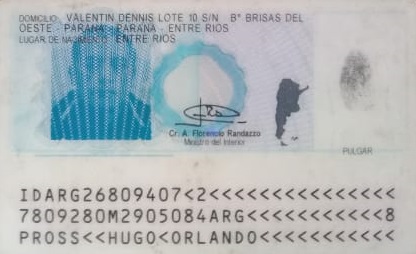 DOMICILIO: VALENTIN DENNIS LOTE 10 S/N B° BRISAS DEL
OESTE - PARANA - PARANA - ENTRE RIOS
LUGAR DE NACIMIENTO: ENTRE RIOS
Cr. A. Florencio Randazzo
Ministro del Interior
PULGAR
IDARG26809407<2<<<<<<<<<<<<<<<
7809280M2905084ARG<<<<<<<<<<<8
PROSS<<HUGO<ORLANDO<<<<<<<<<<<